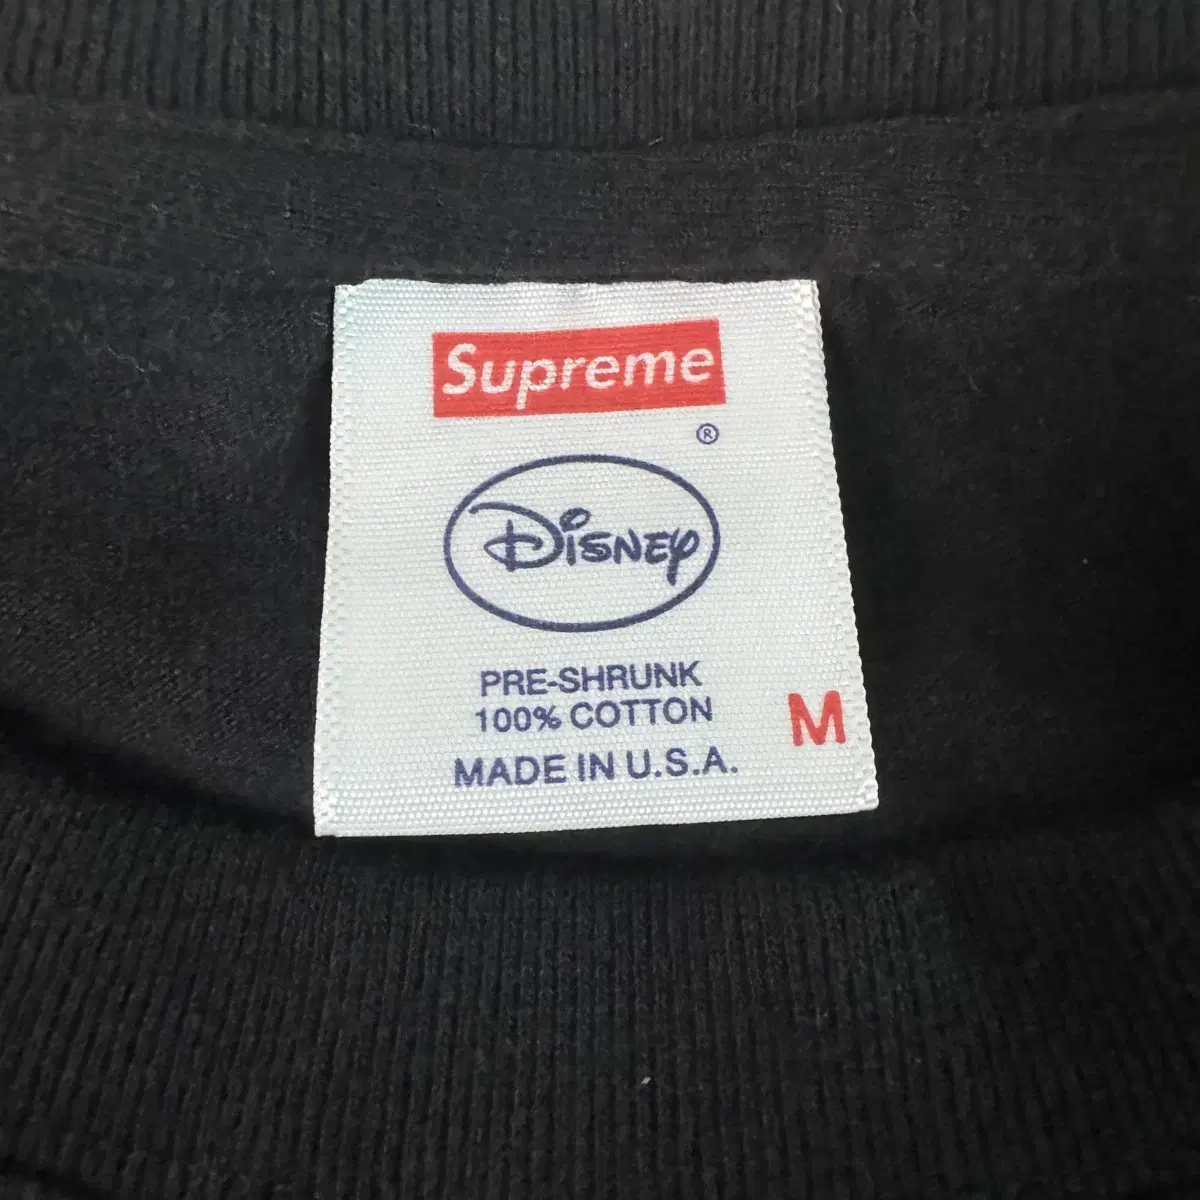 Supreme
®
Disney
PRE-SHRUNK
100% COTTON
M
MADE IN U.S.A.